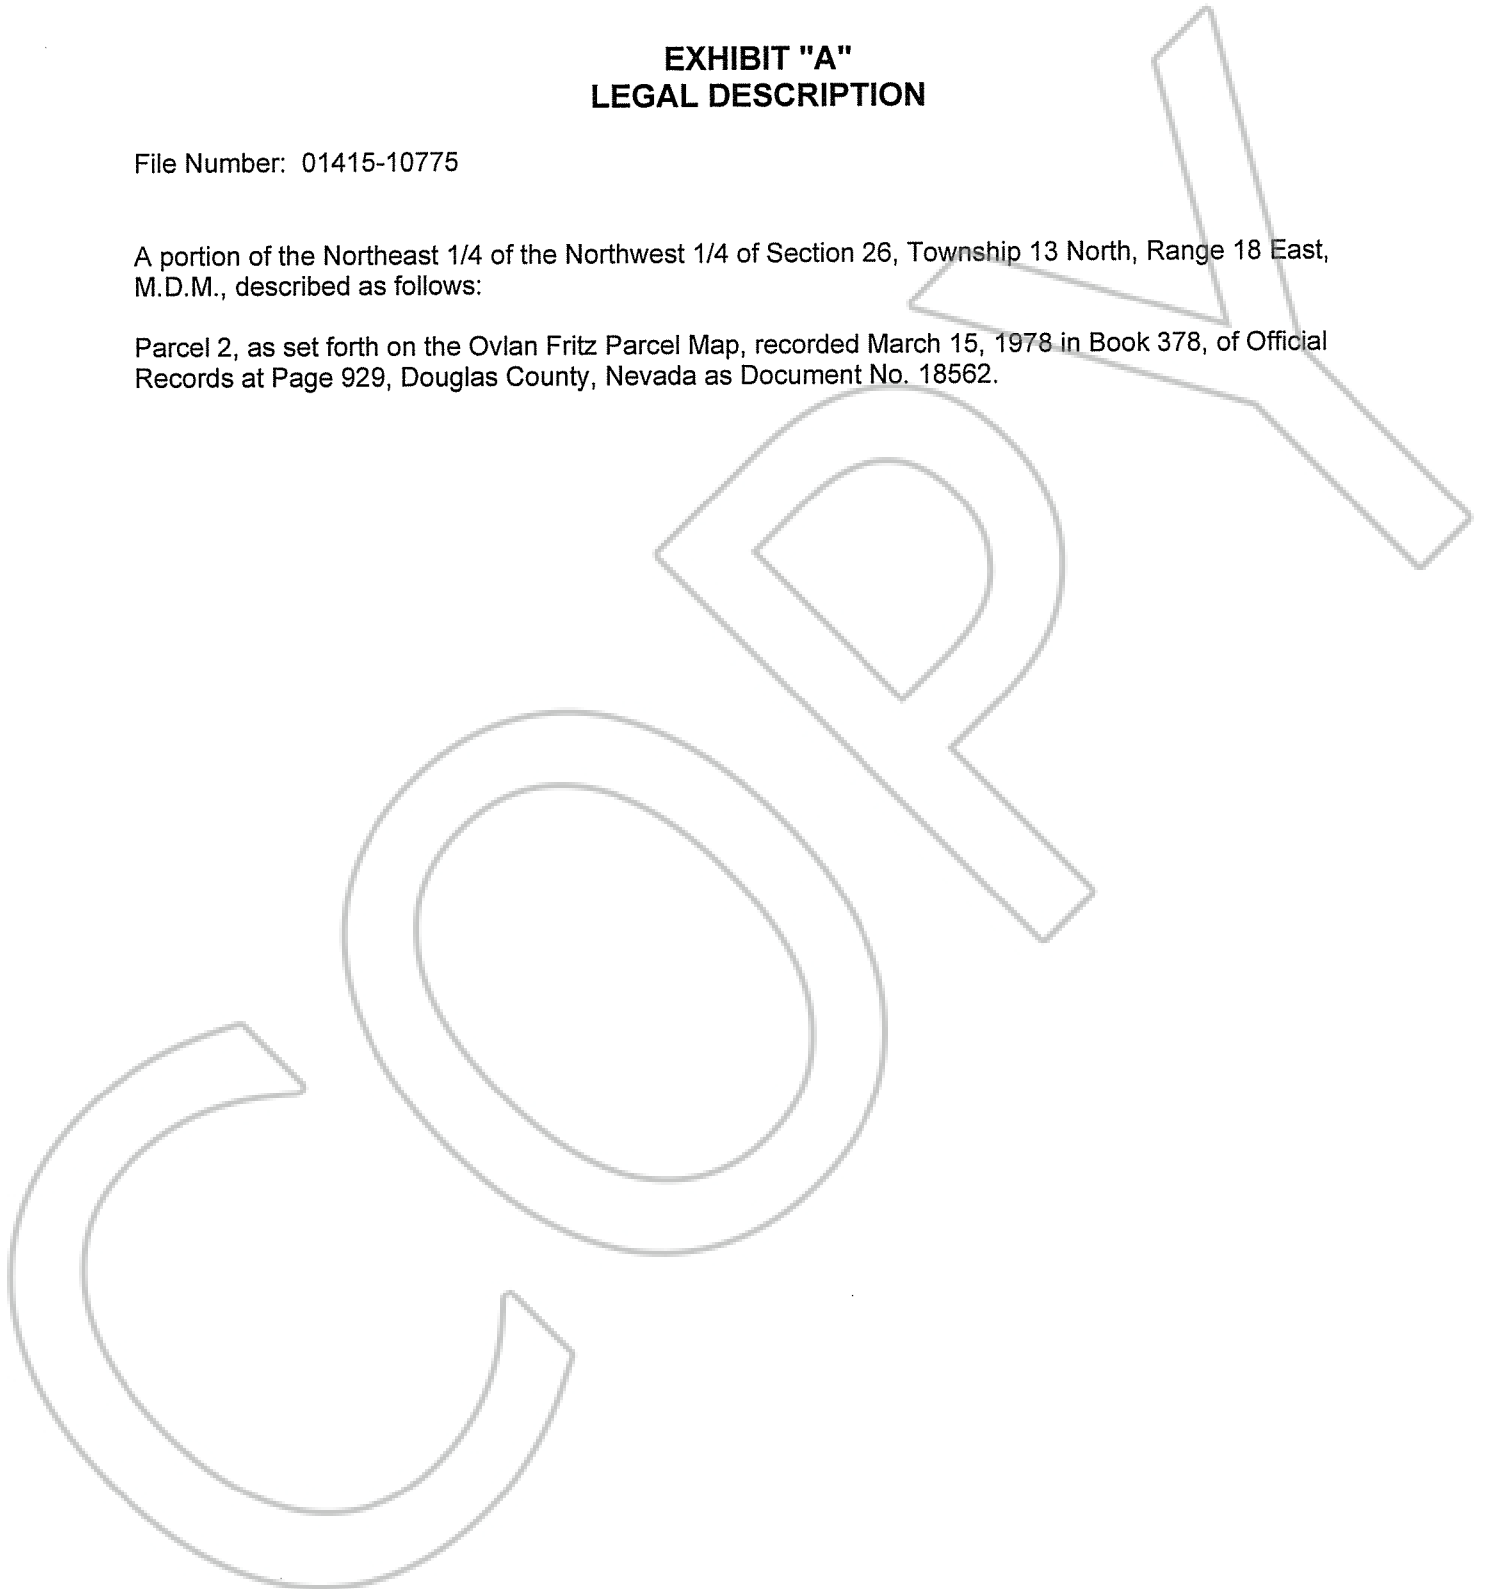 EXHIBIT "A"
LEGAL DESCRIPTION
File Number: 01415-10775
A portion of the Northeast 1/4 of the Northwest 1/4 of Section 26, Township 13 North, Range 18 East,
M.D.M., described as follows:
Parcel 2, as set forth on the Ovlan Fritz Parcel Map, recorded March 15, 1978 in Book 378, of Official
Records at Page 929, Douglas County, Nevada as Document No. 18562.
COPY